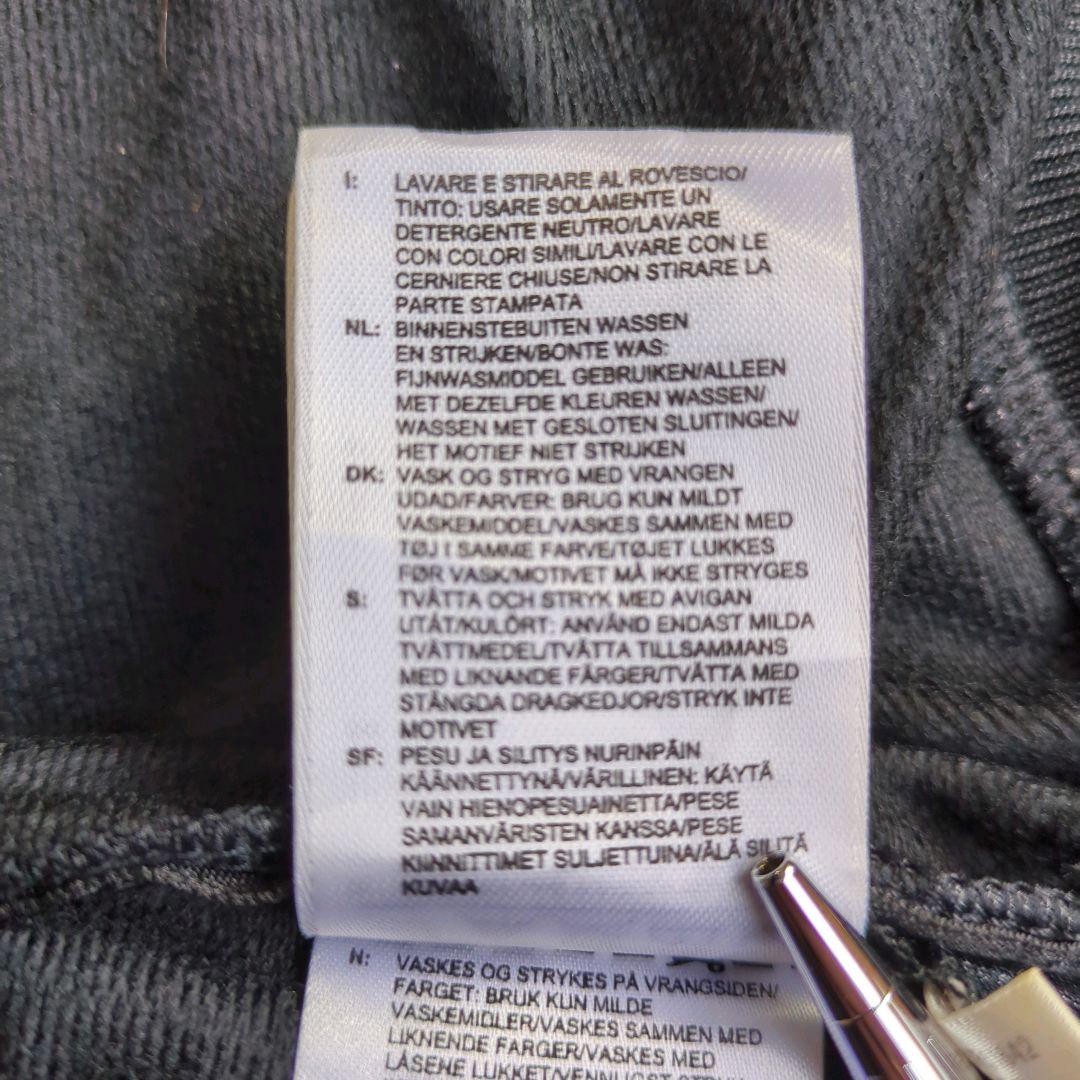 I: LAVARE E STIRARE AL ROVESCIO/
TINTO: USARE SOLAMENTE UN
DETERGENTE NEUTRO/LAVARE
CON COLORI SIMILI/LAVARE CON LE
CERNIERE CHIUSE/NON STIRARE LA
PARTE STAMPATA
NL: BINNENSTEBUITEN WASSEN
EN STRIJKEN/BONTE WAS:
FIJNWASMIDDEL GEBRUIKEN/ALLEEN
MET DEZELFDE KLEUREN WASSEN/
WASSEN MET GESLOTEN SLUITINGEN/
HET MOTIEF NIET STRIJKEN
DK: VASK OG STRYG MED VRANGEN
UDAD/FARVER: BRUG KUN MILDT
VASKEMIDDEL/VASKES SAMMEN MED
TØJ I SAMME FARVE/TØJET LUKKES
FØR VASK/MOTIVET MÅ IKKE STRYGES
S: TVÄTTA OCH STRYK MED AVIGAN
UTÅT/KULÖRT: ANVÄND ENDAST MILDA
TVÄTTMEDEL/TVÄTTA TILLSAMMANS
MED LIKNANDE FÄRGER/TVÄTTA MED
STÄNGDA DRAGKEDJOR/STRYK INTE
MOTIVET
SF: PESU JA SILITYS NURINPÄIN
KÄÄNNETTYNÄ/VÄRILLINEN: KÄYTÄ
VAIN HIENOPESUAINETTA/PESE
SAMANVÄRISTEN KANSSA/PESE
KIINNITTIMET SULJETTUINA/ÄLÄ SILITÄ
KUVAA
N: VASKES OG STRYKES PÅ VRANGSIDEN/
FARGET: BRUK KUN MILDE
VASKEMIDLER/VASKES SAMMEN MED
LIKNENDE FARGER/VASKES MED
LÅSENE LUKKET/VENNLIGST STRYK